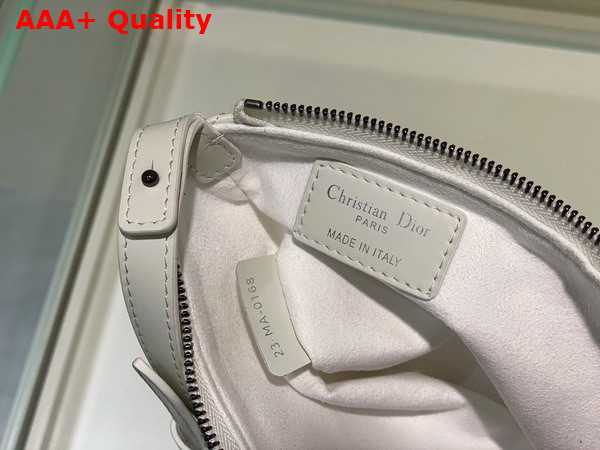 AAA+ Quality
Christian Dior
PARIS
MADE IN ITALY
23-MA-0168